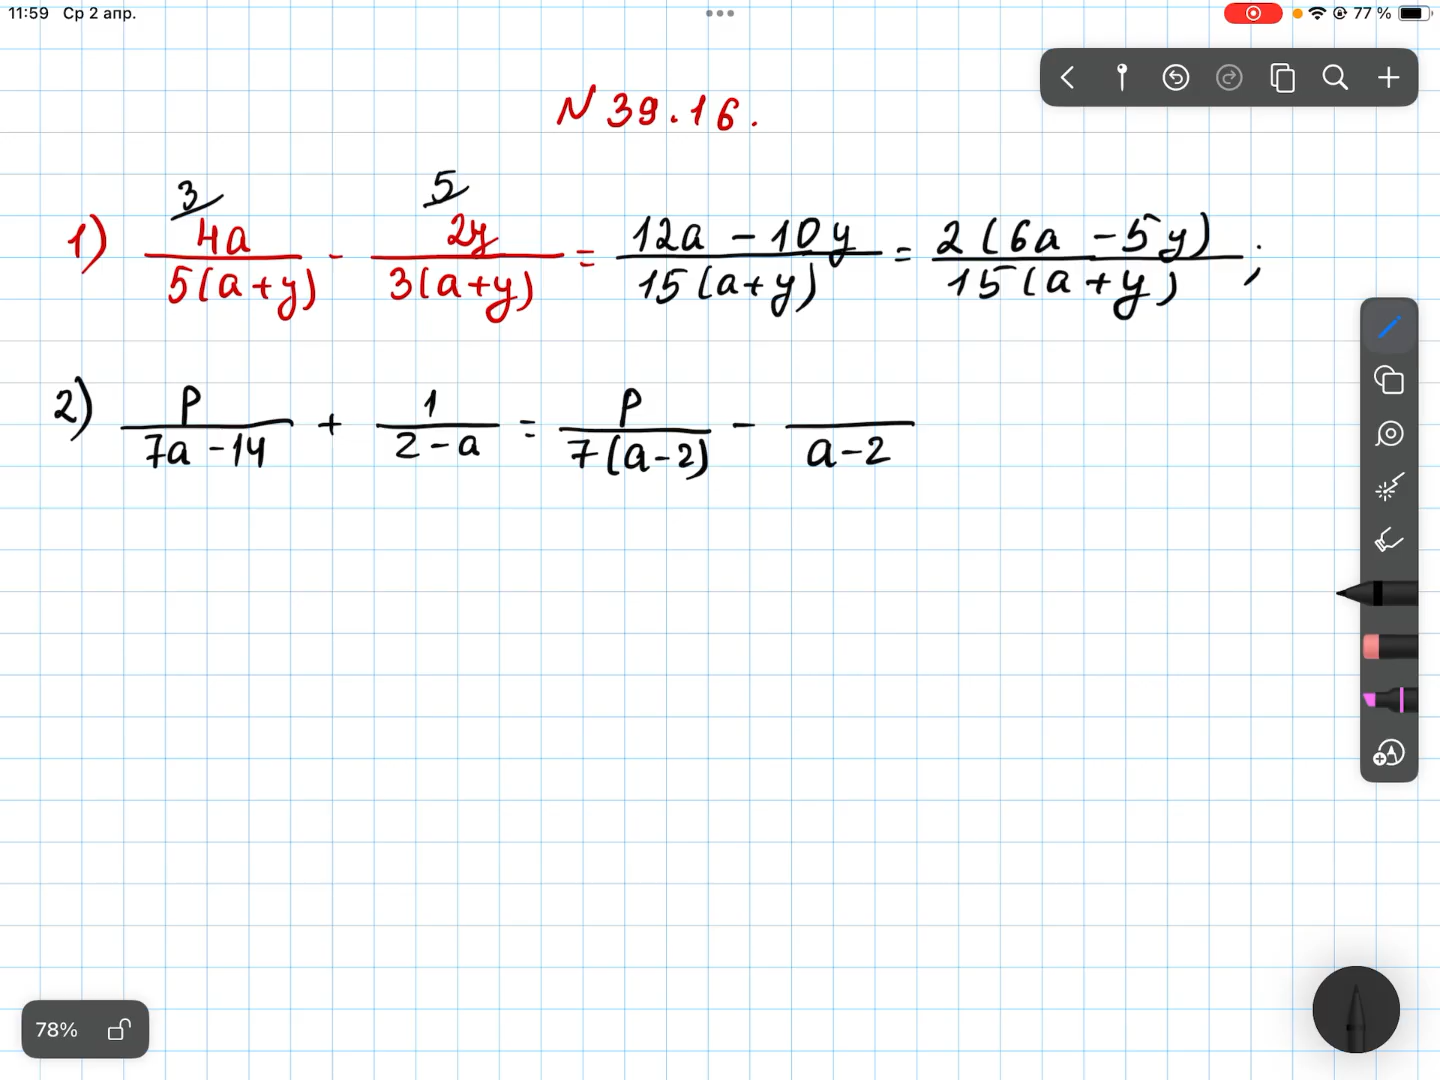 11:59 Ср 2 апр.
77 %
N 39.16.
1) 3 4a / 5(a+y) - 5 2y / 3(a+y) = 12a - 10y / 15(a+y) = 2(6a - 5y) / 15(a+y) ;
2) p / 7a - 14 + 1 / 2 - a = p / 7(a-2) - / a-2
78%